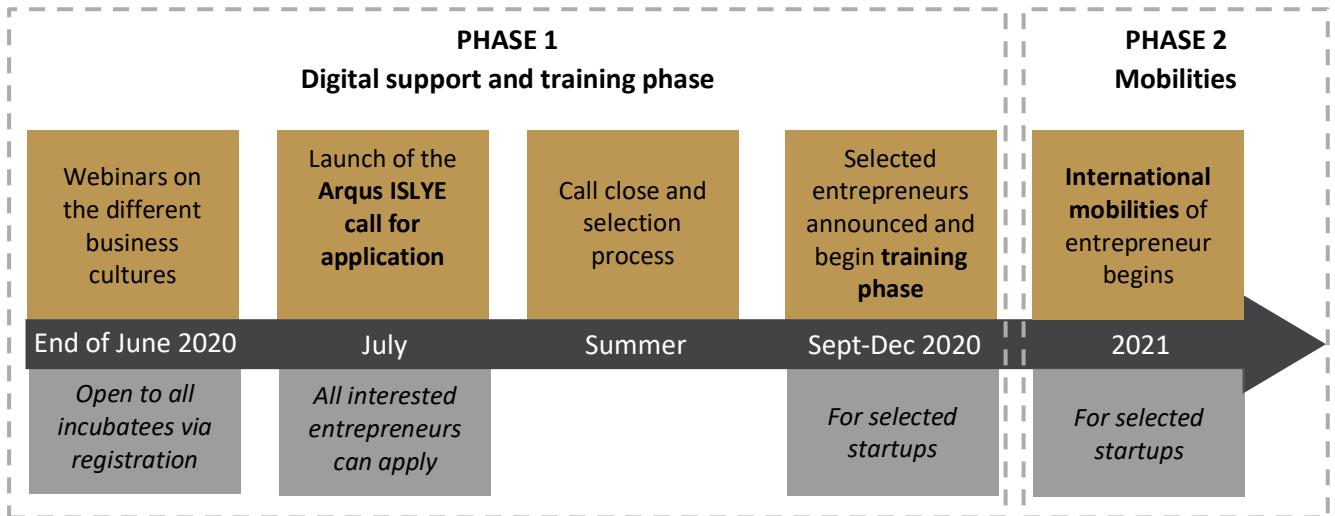 PHASE 1
Digital support and training phase
PHASE 2
Mobilities
Webinars on
the different
business
cultures
Launch of the
Arqus ISLYE
call for
application
Call close and
selection
process
Selected
entrepreneurs
announced and
begin training
phase
International
mobilities of
entrepreneur
begins
End of June 2020
July
Summer
Sept-Dec 2020
2021
Open to all
incubatees via
registration
All interested
entrepreneurs
can apply
For selected
startups
For selected
startups